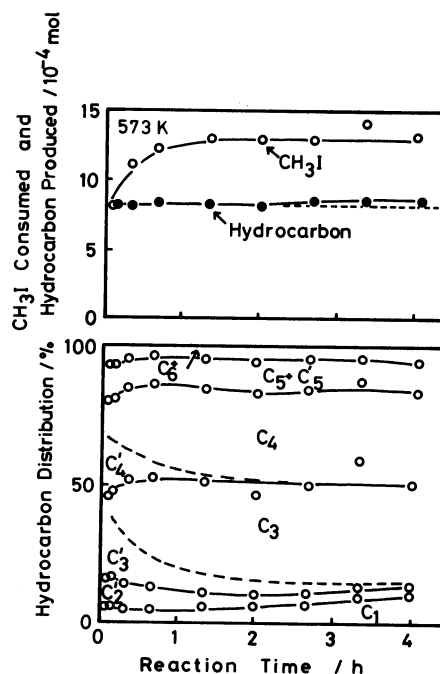 CH₃I Consumed and
Hydrocarbon Produced /10⁻⁴ mol
15
10
5
0
573 K
CH₃I
Hydrocarbon
Hydrocarbon Distribution / %
100
50
0
C₆⁺
C₅+C₅′
C₄
C₄′
C₃
C₃′
C₂′
C₁
0 1 2 3 4
Reaction Time / h